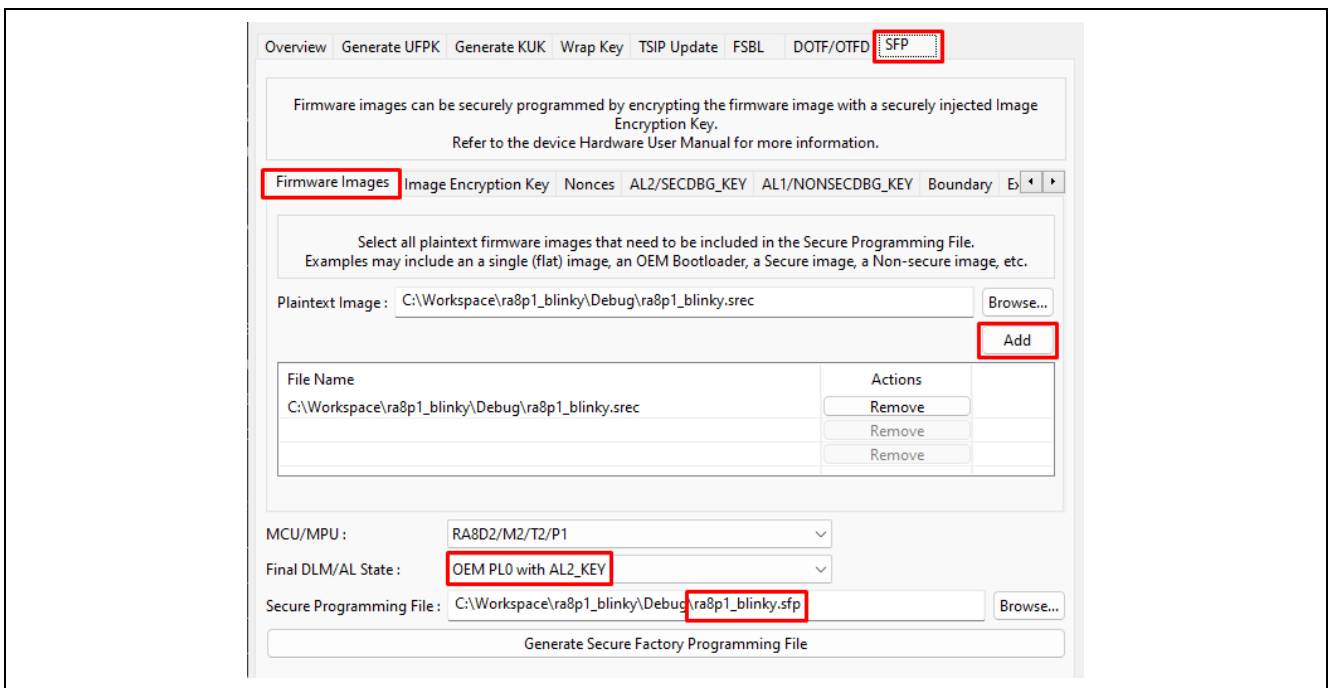 Overview Generate UFPK Generate KUK Wrap Key TSIP Update FSBL DOTF/OTFD SFP
Firmware images can be securely programmed by encrypting the firmware image with a securely injected Image
Encryption Key.
Refer to the device Hardware User Manual for more information.
Firmware Images Image Encryption Key Nonces AL2/SECDBG_KEY AL1/NONSECDBG_KEY Boundary
Select all plaintext firmware images that need to be included in the Secure Programming File.
Examples may include an a single (flat) image, an OEM Bootloader, a Secure image, a Non-secure image, etc.
Plaintext Image : C:\Workspace\ra8p1_blinky\Debug\ra8p1_blinky.srec Browse...
Add
File Name Actions
C:\Workspace\ra8p1_blinky\Debug\ra8p1_blinky.srec Remove
Remove
Remove
MCU/MPU : RA8D2/M2/T2/P1
Final DLM/AL State : OEM PL0 with AL2_KEY
Secure Programming File : C:\Workspace\ra8p1_blinky\Debug\ra8p1_blinky.sfp Browse...
Generate Secure Factory Programming File